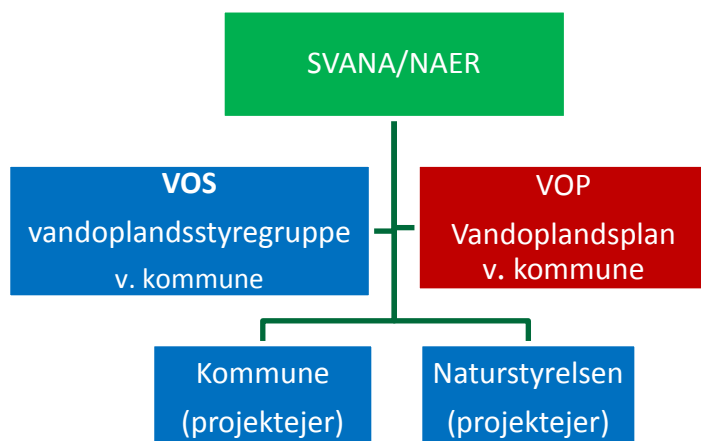 SVANA/NAER
VOS
vandoplandsstyregruppe
v. kommune
VOP
Vandoplandsplan
v. kommune
Kommune
(projektejer)
Naturstyrelsen
(projektejer)